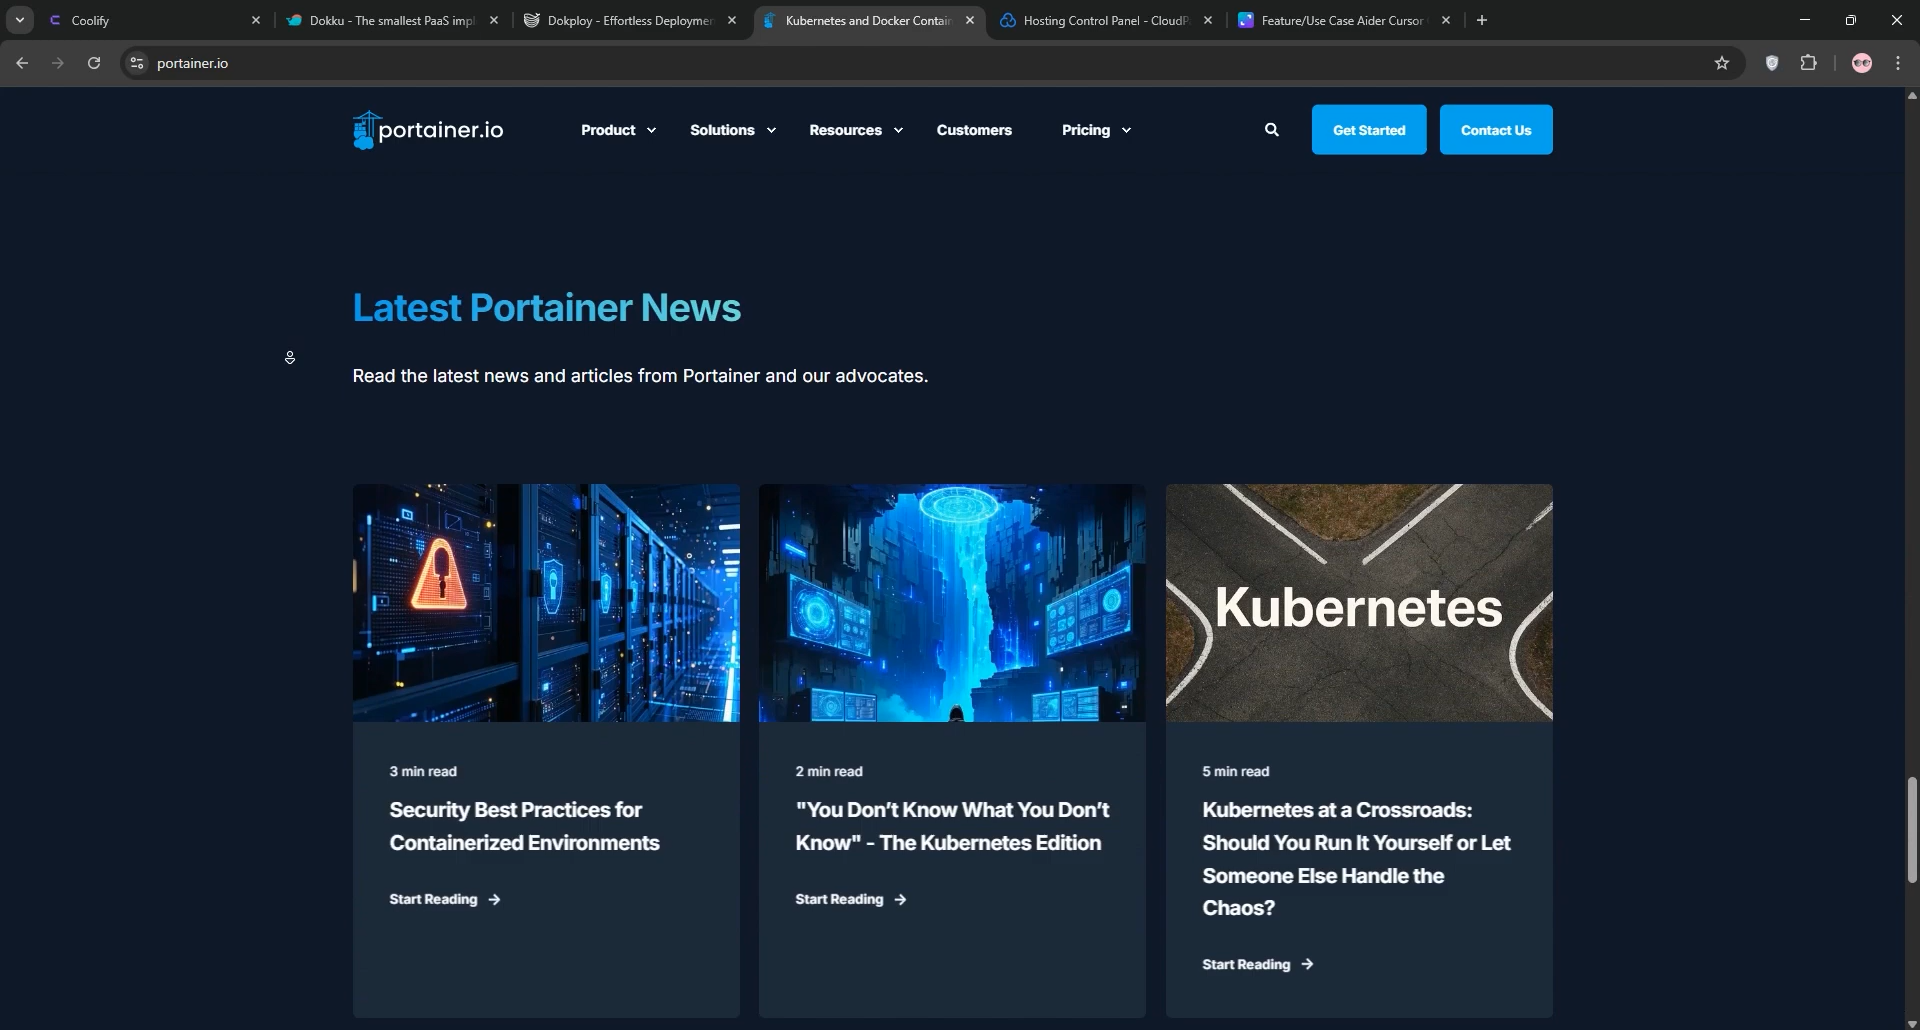 Coolify
Dokku - The smallest PaaS impl
Dokploy - Effortless Deploymen
Kubernetes and Docker Contain
Hosting Control Panel - CloudP
Feature/Use Case Aider Cursor
portainer.io
portainer.io
Product
Solutions
Resources
Customers
Pricing
Get Started
Contact Us
Latest Portainer News
Read the latest news and articles from Portainer and our advocates.
Kubernetes
3 min read
Security Best Practices for
Containerized Environments
Start Reading →
2 min read
"You Don't Know What You Don't
Know" - The Kubernetes Edition
Start Reading →
5 min read
Kubernetes at a Crossroads:
Should You Run It Yourself or Let
Someone Else Handle the
Chaos?
Start Reading →